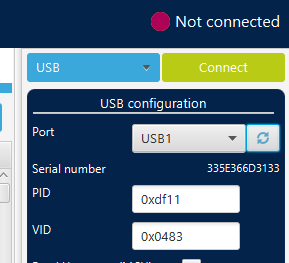 Not connected
USB
Connect
USB configuration
Port
USB1
Serial number
335E366D3133
PID
0xdf11
VID
0x0483